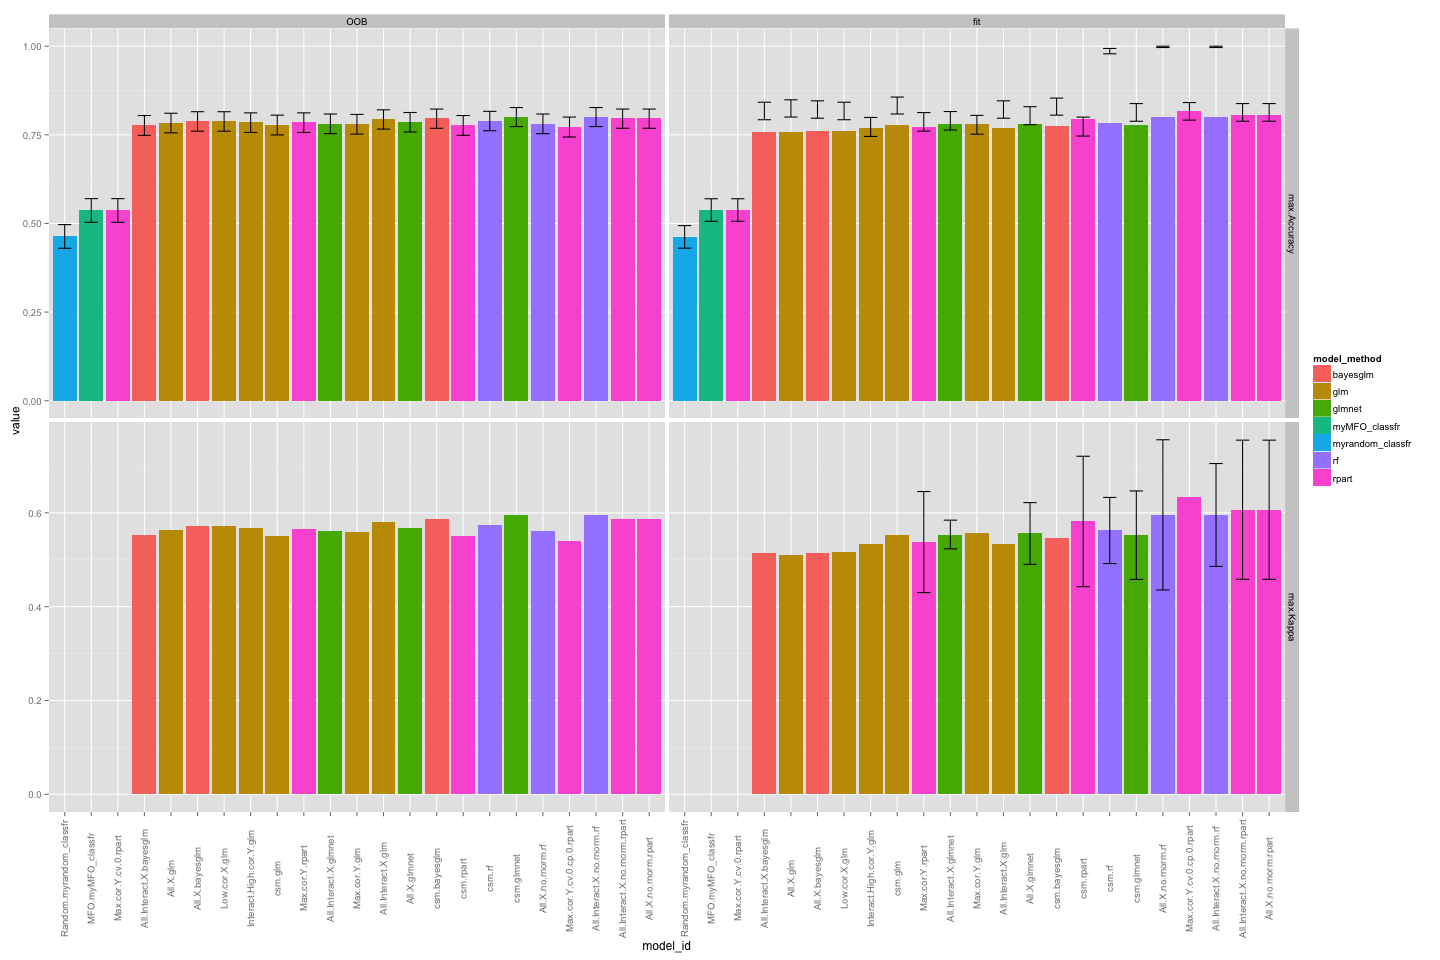 OOB
fit
1.00
0.75
0.50
0.25
0.00
max.Accuracy
0.6
0.4
0.2
0.0
max.Kappa
value
Random.myrandom_classfr
MFO.myMFO_classfr
Max.cor.Y.cv.0.rpart
All.Interact.X.bayesglm
All.X.glm
All.X.bayesglm
Low.cor.X.glm
Interact.High.cor.Y.glm
csm.glm
Max.cor.Y.rpart
All.Interact.X.glmnet
Max.cor.Y.glm
All.Interact.X.glm
All.X.glmnet
csm.bayesglm
csm.rpart
csm.rf
csm.glmnet
All.X.no.rnorm.rf
Max.cor.Y.cv.0.cp.0.rpart
All.Interact.X.no.rnorm.rf
All.Interact.X.no.rnorm.rpart
All.X.no.rnorm.rpart
Random.myrandom_classfr
MFO.myMFO_classfr
Max.cor.Y.cv.0.rpart
All.Interact.X.bayesglm
All.X.glm
All.X.bayesglm
Low.cor.X.glm
Interact.High.cor.Y.glm
csm.glm
Max.cor.Y.rpart
All.Interact.X.glmnet
Max.cor.Y.glm
All.Interact.X.glm
All.X.glmnet
csm.bayesglm
csm.rpart
csm.rf
csm.glmnet
All.X.no.rnorm.rf
Max.cor.Y.cv.0.cp.0.rpart
All.Interact.X.no.rnorm.rf
All.Interact.X.no.rnorm.rpart
All.X.no.rnorm.rpart
model_id
model_method
bayesglm
glm
glmnet
myMFO_classfr
myrandom_classfr
rf
rpart